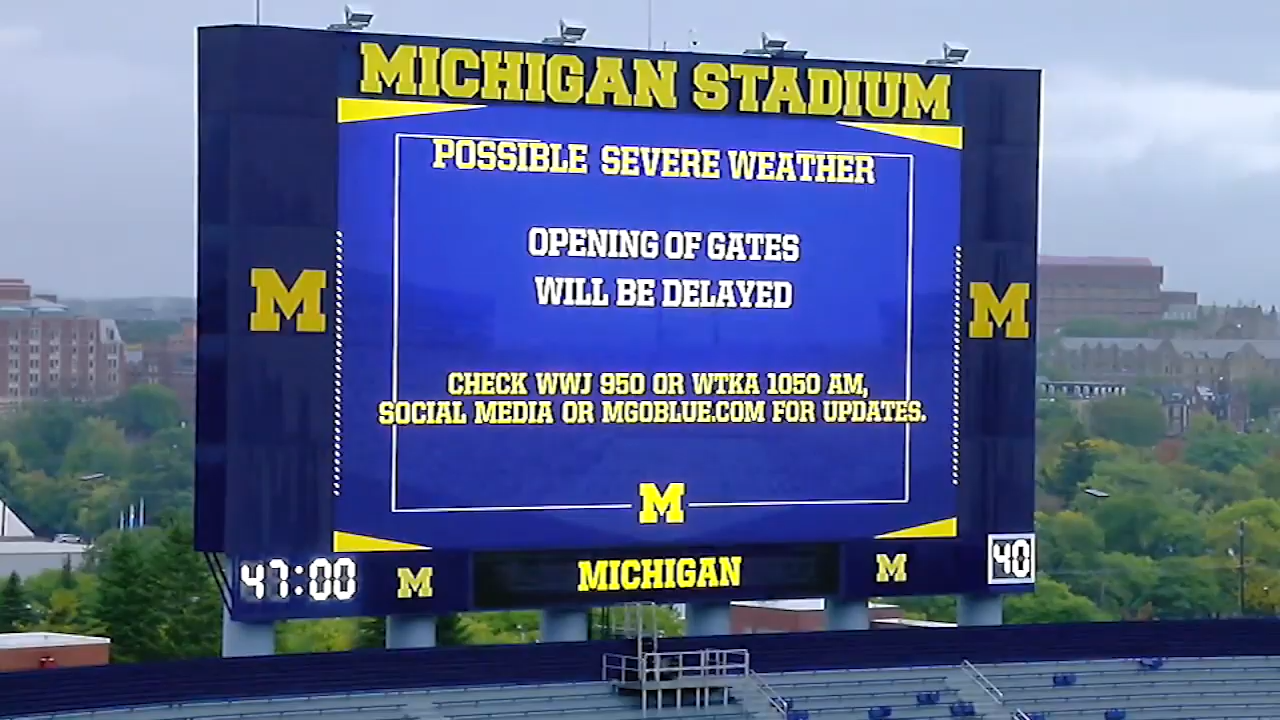 MICHIGAN STADIUM
POSSIBLE SEVERE WEATHER
OPENING OF GATES
WILL BE DELAYED
M M
CHECK WWJ 950 OR WTKA 1050 AM,
SOCIAL MEDIA OR MGOBLUE.COM FOR UPDATES.
M
47:00 M MICHIGAN M 40